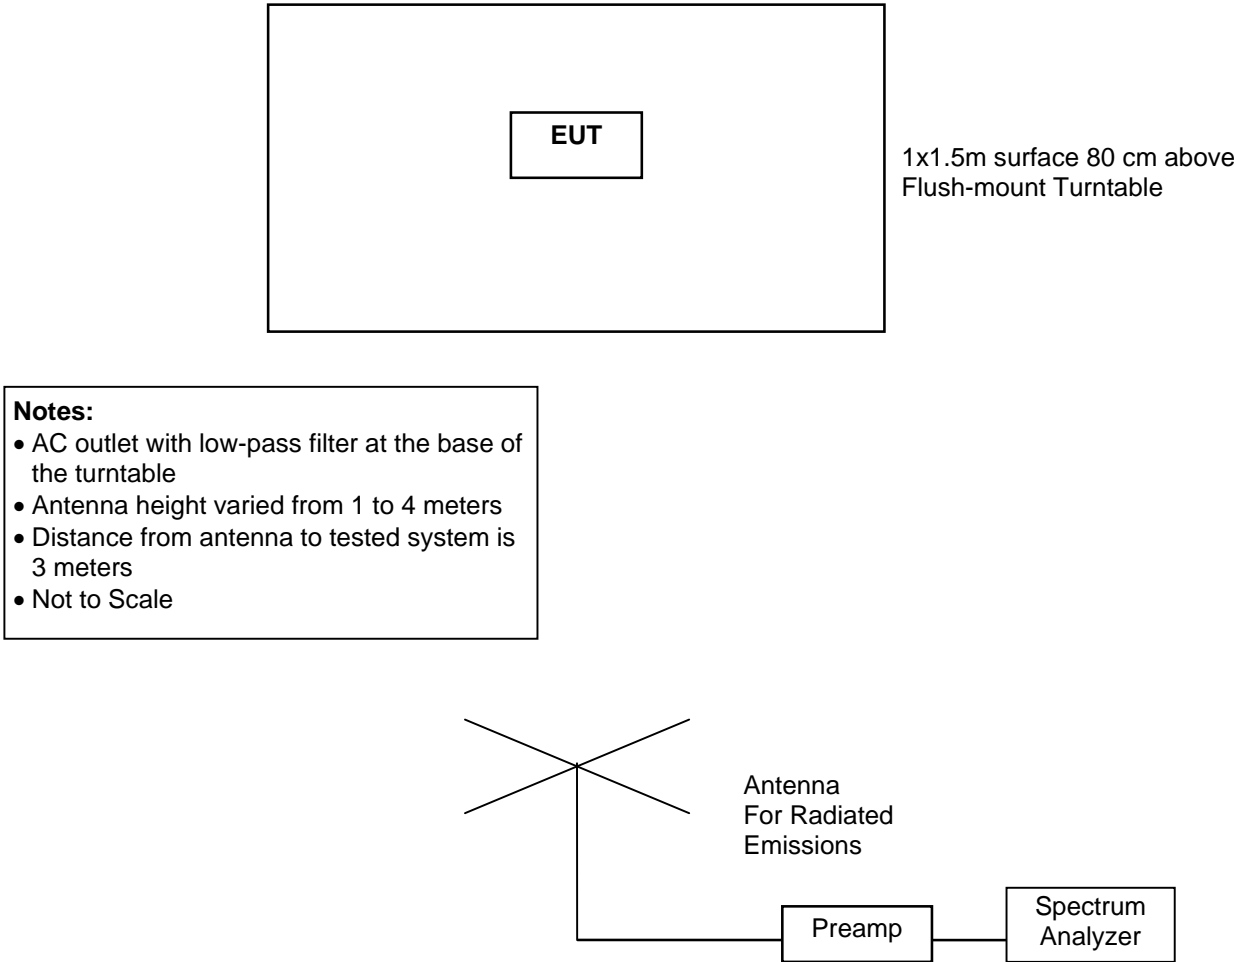 EUT
1x1.5m surface 80 cm above
Flush-mount Turntable
Notes:
• AC outlet with low-pass filter at the base of
the turntable
• Antenna height varied from 1 to 4 meters
• Distance from antenna to tested system is
3 meters
• Not to Scale
Antenna
For Radiated
Emissions
Preamp
Spectrum
Analyzer